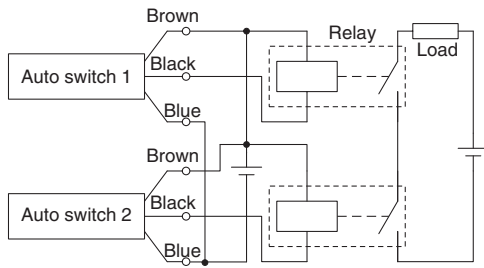 Brown
Relay
Load
Black
Auto switch 1
Blue
Brown
Black
Auto switch 2
Blue